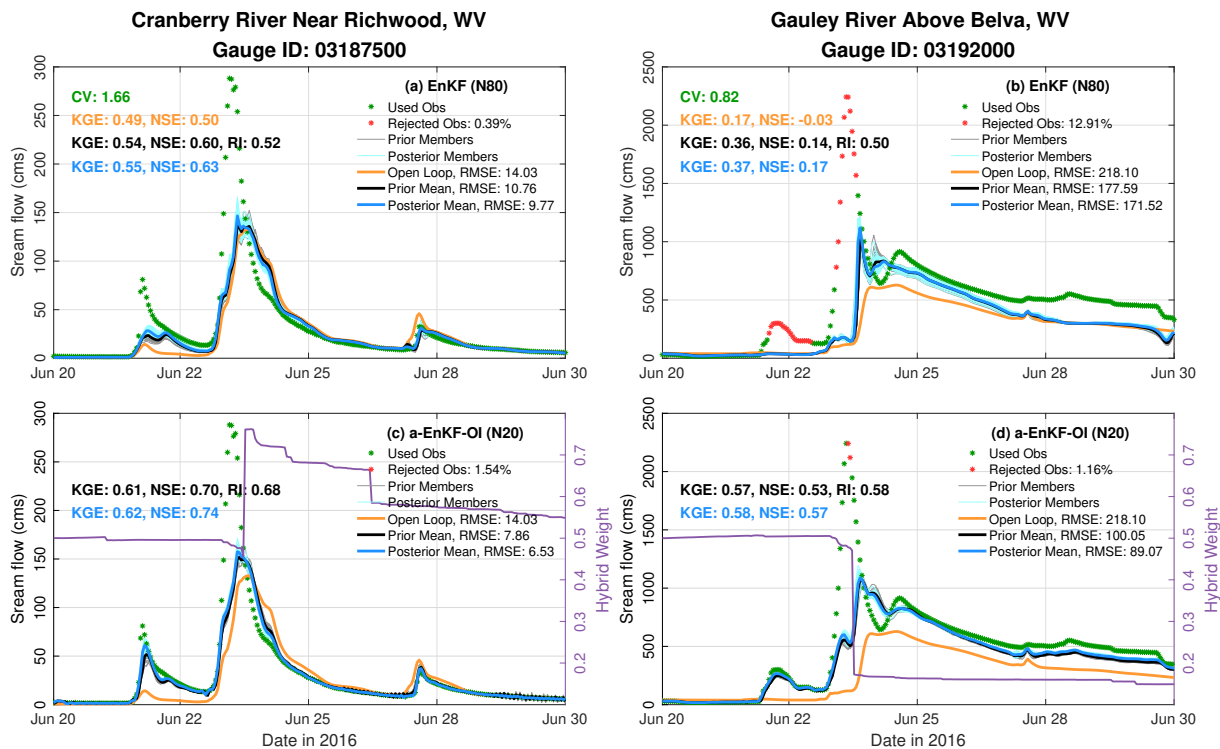 Cranberry River Near Richwood, WV
Gauge ID: 03187500
Gauley River Above Belva, WV
Gauge ID: 03192000
(a) EnKF (N80)
CV: 1.66
KGE: 0.49, NSE: 0.50
KGE: 0.54, NSE: 0.60, RI: 0.52
KGE: 0.55, NSE: 0.63
Used Obs
Rejected Obs: 0.39%
Prior Members
Posterior Members
Open Loop, RMSE: 14.03
Prior Mean, RMSE: 10.76
Posterior Mean, RMSE: 9.77
Sream flow (cms)
300
250
200
150
100
50
0
Jun 20
Jun 22
Jun 25
Jun 28
Jun 30
(b) EnKF (N80)
CV: 0.82
KGE: 0.17, NSE: -0.03
KGE: 0.36, NSE: 0.14, RI: 0.50
KGE: 0.37, NSE: 0.17
Used Obs
Rejected Obs: 12.91%
Prior Members
Posterior Members
Open Loop, RMSE: 218.10
Prior Mean, RMSE: 177.59
Posterior Mean, RMSE: 171.52
Sream flow (cms)
2500
2000
1500
1000
500
0
Jun 20
Jun 22
Jun 25
Jun 28
Jun 30
(c) a-EnKF-OI (N20)
KGE: 0.61, NSE: 0.70, RI: 0.68
KGE: 0.62, NSE: 0.74
Used Obs
Rejected Obs: 1.54%
Prior Members
Posterior Members
Open Loop, RMSE: 14.03
Prior Mean, RMSE: 7.86
Posterior Mean, RMSE: 6.53
Sream flow (cms)
300
250
200
150
100
50
0.7
0.6
0.5
0.4
0.3
0.2
Hybrid Weight
Jun 20
Jun 22
Jun 25
Jun 28
Jun 30
Date in 2016
(d) a-EnKF-OI (N20)
KGE: 0.57, NSE: 0.53, RI: 0.58
KGE: 0.58, NSE: 0.57
Used Obs
Rejected Obs: 1.16%
Prior Members
Posterior Members
Open Loop, RMSE: 218.10
Prior Mean, RMSE: 100.05
Posterior Mean, RMSE: 89.07
Sream flow (cms)
2500
2000
1500
1000
500
0
0.7
0.6
0.5
0.4
0.3
0.2
Hybrid Weight
Jun 20
Jun 22
Jun 25
Jun 28
Jun 30
Date in 2016